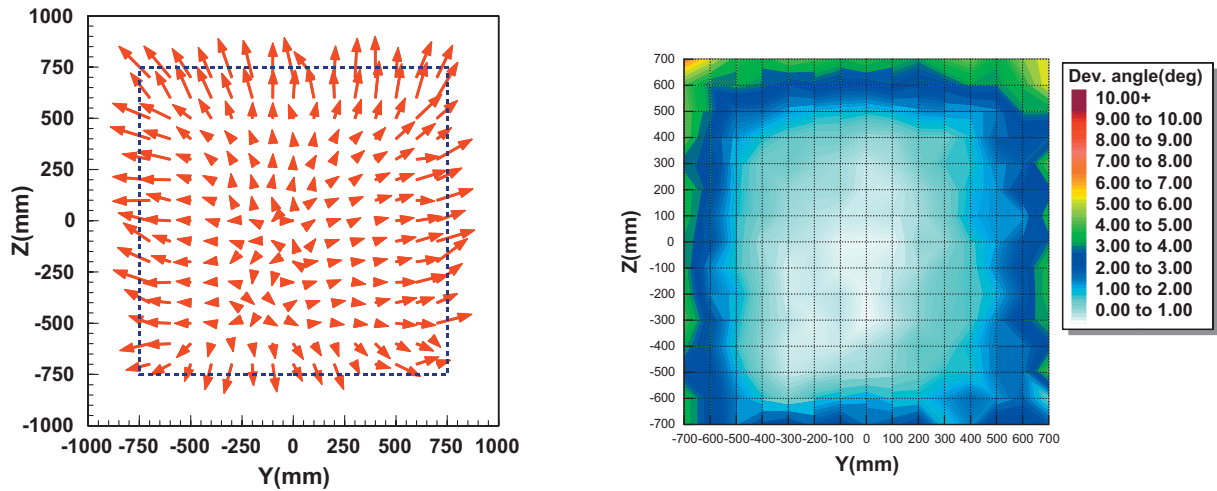 1000
750
500
250
0
-250
-500
-750
-1000
Z(mm)
-1000 -750 -500 -250 0 250 500 750 1000
Y(mm)
700
600
500
400
300
200
100
0
-100
-200
-300
-400
-500
-600
-700
Z(mm)
-700 -600 -500 -400 -300 -200 -100 0 100 200 300 400 500 600 700
Y(mm)
Dev. angle(deg)
10.00+
9.00 to 10.00
8.00 to 9.00
7.00 to 8.00
6.00 to 7.00
5.00 to 6.00
4.00 to 5.00
3.00 to 4.00
2.00 to 3.00
1.00 to 2.00
0.00 to 1.00